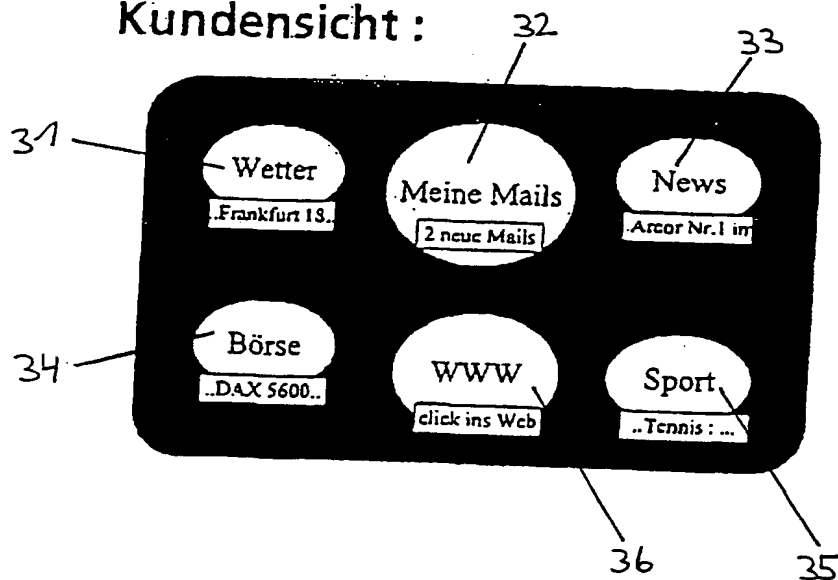 Kundensicht :
32
33
31
Wetter
..Frankfurt 18..
Meine Mails
2 neue Mails
News
.Arcor Nr.1 im
34
Börse
..DAX 5600..
WWW
click ins Web
Sport
..Tennis : ...
36
35